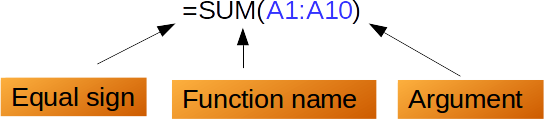 =SUM(A1:A10)
Equal sign
Function name
Argument